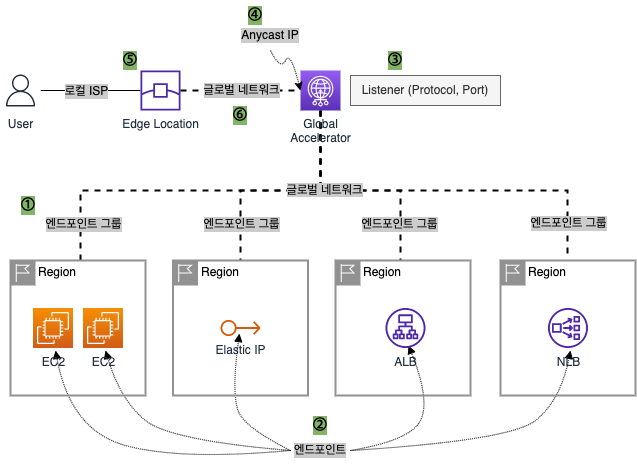 ④
Anycast IP
⑤
③
로컬 ISP
글로벌 네트워크
Listener (Protocol, Port)
User
Edge Location
⑥
Global
Accelerator
글로벌 네트워크
①
엔드포인트 그룹
엔드포인트 그룹
엔드포인트 그룹
엔드포인트 그룹
Region
Region
Region
Region
EC2
EC2
Elastic IP
ALB
NLB
②
엔드포인트